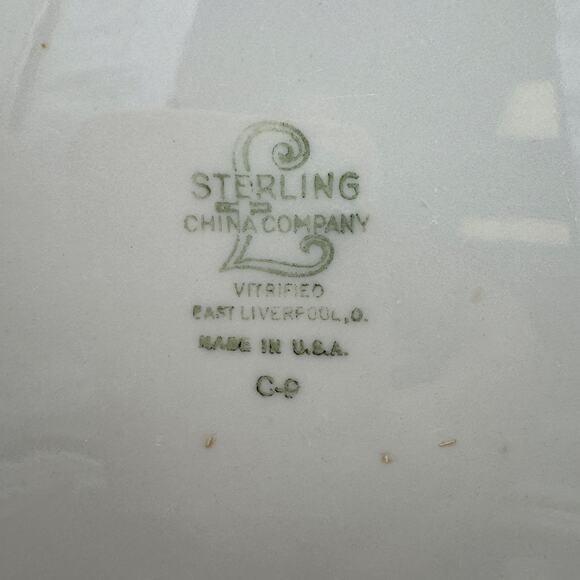 £
STERLING
CHINA COMPANY
VITRIFIED
EAST LIVERPOOL, O.
MADE IN U.S.A.
C-9